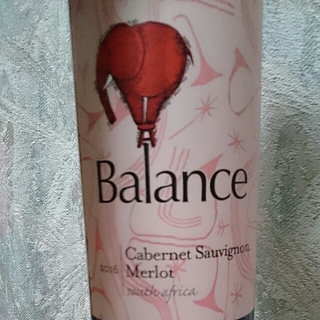 Balance
Cabernet Sauvignon
2016 Merlot
south africa